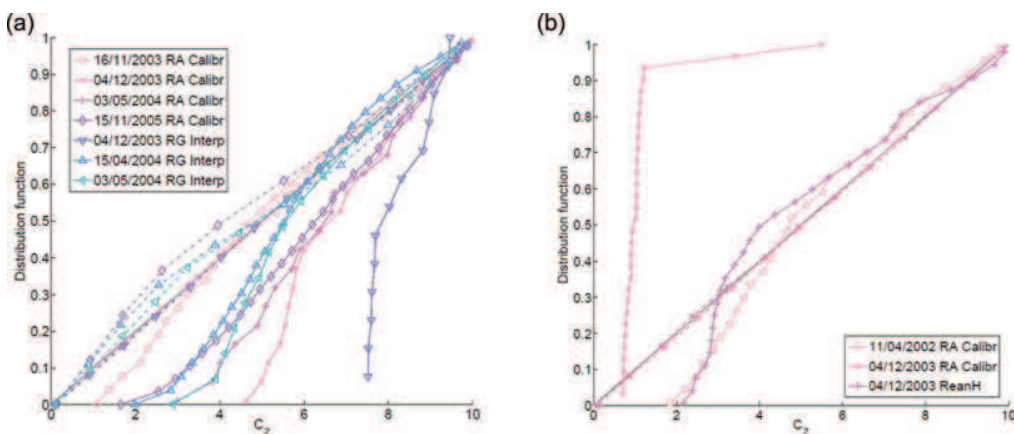 (a)
1
0.9
0.8
0.7
0.6
0.5
0.4
0.3
0.2
0.1
0
Distribution function
16/11/2003 RA Calibr
04/12/2003 RA Calibr
03/05/2004 RA Calibr
15/11/2005 RA Calibr
04/12/2003 RG Interp
15/04/2004 RG Interp
03/05/2004 RG Interp
0 2 4 6 8 10
Cz
(b)
1
0.9
0.8
0.7
0.6
0.5
0.4
0.3
0.2
0.1
0
Distribution function
11/04/2002 RA Calibr
04/12/2003 RA Calibr
04/12/2003 ReanH
0 2 4 6 8 10
Cz